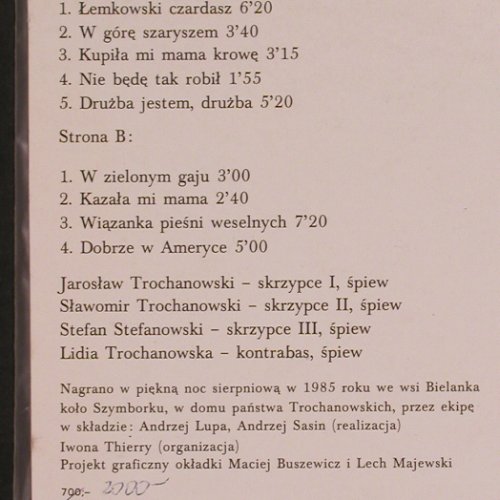 1. Łemkowski czardasz 6'20
2. W górę szaryszem 3'40
3. Kupiła mi mama krowę 3'15
4. Nie będę tak robił 1'55
5. Drużba jestem, drużba 5'20
Strona B:
1. W zielonym gaju 3'00
2. Kazała mi mama 2'40
3. Wiązanka pieśni weselnych 7'20
4. Dobrze w Ameryce 5'00
Jarosław Trochanowski – skrzypce I, śpiew
Sławomir Trochanowski – skrzypce II, śpiew
Stefan Stefanowski – skrzypce III, śpiew
Lidia Trochanowska – kontrabas, śpiew
Nagrano w piękną noc sierpniową w 1985 roku we wsi Bielanka
koło Szymborku, w domu państwa Trochanowskich, przez ekipę
w składzie: Andrzej Lupa, Andrzej Sasin (realizacja)
Iwona Thierry (organizacja)
Projekt graficzny okładki Maciej Buszewicz i Lech Majewski
790,– 2000–